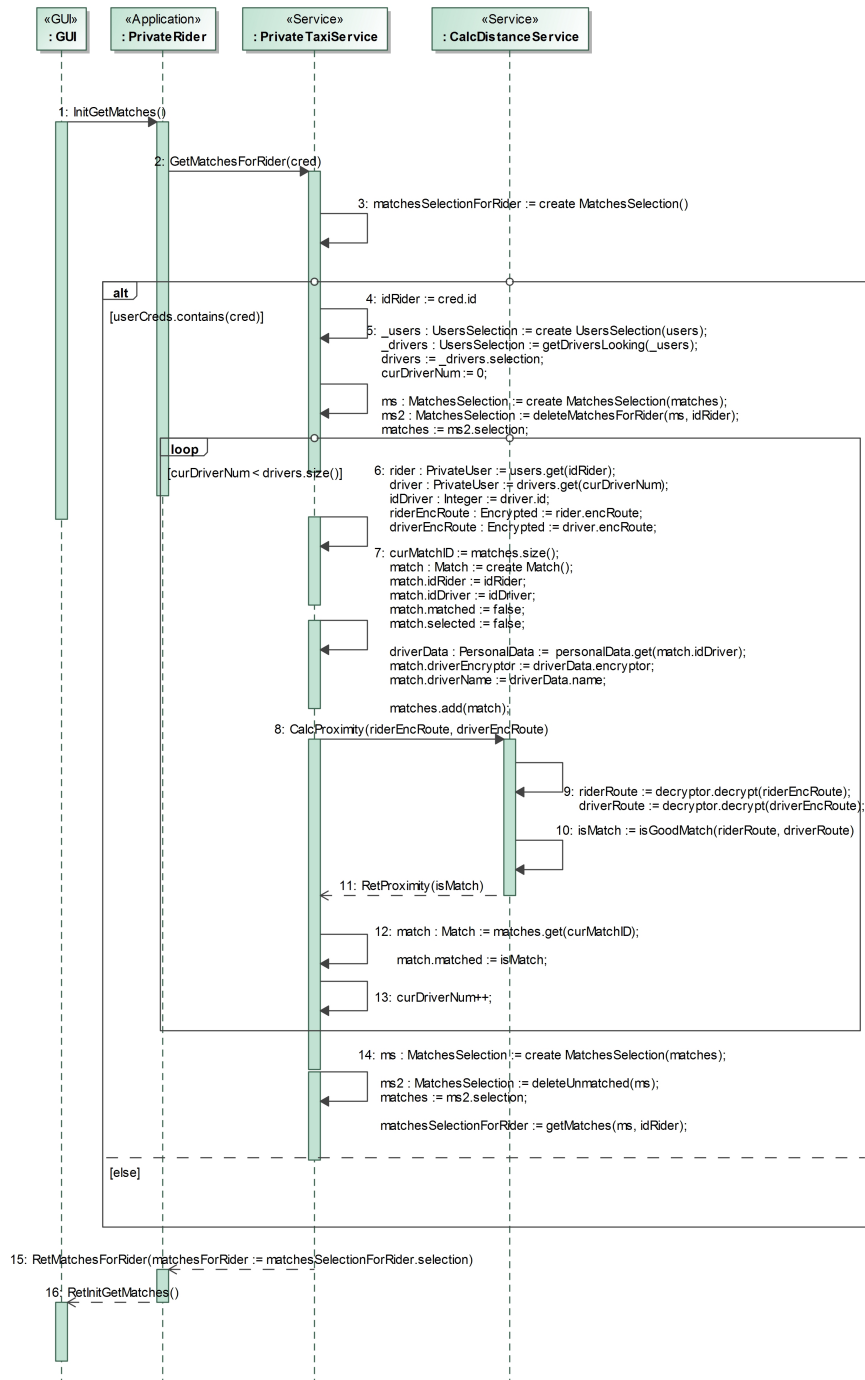 «GUI»
: GUI
«Application»
: PrivateRider
«Service»
: PrivateTaxiService
«Service»
: CalcDistanceService
1: InitGetMatches()
2: GetMatchesForRider(cred)
3: matchesSelectionForRider := create MatchesSelection()
alt
[userCreds.contains(cred)]
4: idRider := cred.id
5: _users : UsersSelection := create UsersSelection(users);
_drivers : UsersSelection := getDriversLooking(_users);
drivers := _drivers.selection;
curDriverNum := 0;
ms : MatchesSelection := create MatchesSelection(matches);
ms2 : MatchesSelection := deleteMatchesForRider(ms, idRider);
matches := ms2.selection;
loop
[curDriverNum < drivers.size()]
6: rider : PrivateUser := users.get(idRider);
driver : PrivateUser := drivers.get(curDriverNum);
idDriver : Integer := driver.id;
riderEncRoute : Encrypted := rider.encRoute;
driverEncRoute : Encrypted := driver.encRoute;
7: curMatchID := matches.size();
match : Match := create Match();
match.idRider := idRider;
match.idDriver := idDriver;
match.matched := false;
match.selected := false;
driverData : PersonalData := personalData.get(match.idDriver);
match.driverEncryptor := driverData.encryptor;
match.driverName := driverData.name;
matches.add(match);
8: CalcProximity(riderEncRoute, driverEncRoute)
9: riderRoute := decryptor.decrypt(riderEncRoute);
driverRoute := decryptor.decrypt(driverEncRoute);
10: isMatch := isGoodMatch(riderRoute, driverRoute)
11: RetProximity(isMatch)
12: match : Match := matches.get(curMatchID);
match.matched := isMatch;
13: curDriverNum++;
14: ms : MatchesSelection := create MatchesSelection(matches);
ms2 : MatchesSelection := deleteUnmatched(ms);
matches := ms2.selection;
matchesSelectionForRider := getMatches(ms, idRider);
[else]
15: RetMatchesForRider(matchesForRider := matchesSelectionForRider.selection)
16: RetInitGetMatches()